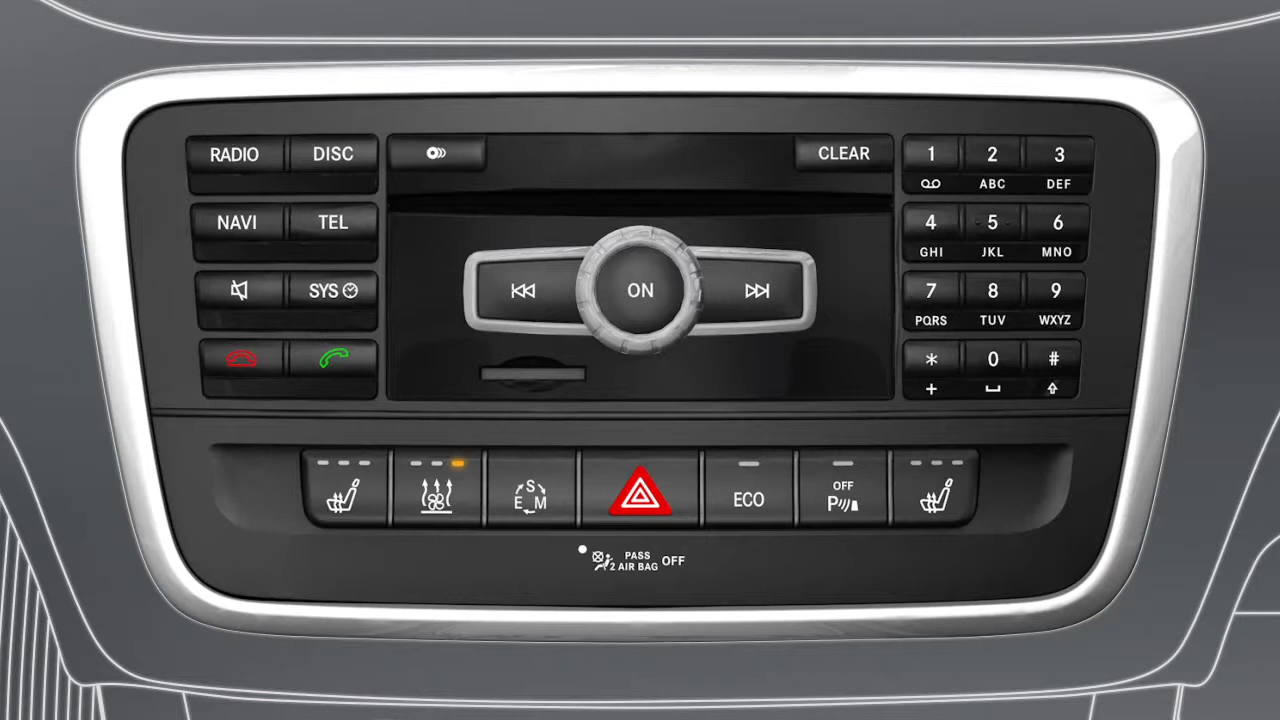 RADIO DISC CLEAR 1 2 3
ABC DEF
NAVI TEL 4 5 6
GHI JKL MNO
ON
SYS 7 8 9
PQRS TUV WXYZ
* 0 #
+
S
E M
ECO
OFF
P
PASS
2 AIR BAG OFF